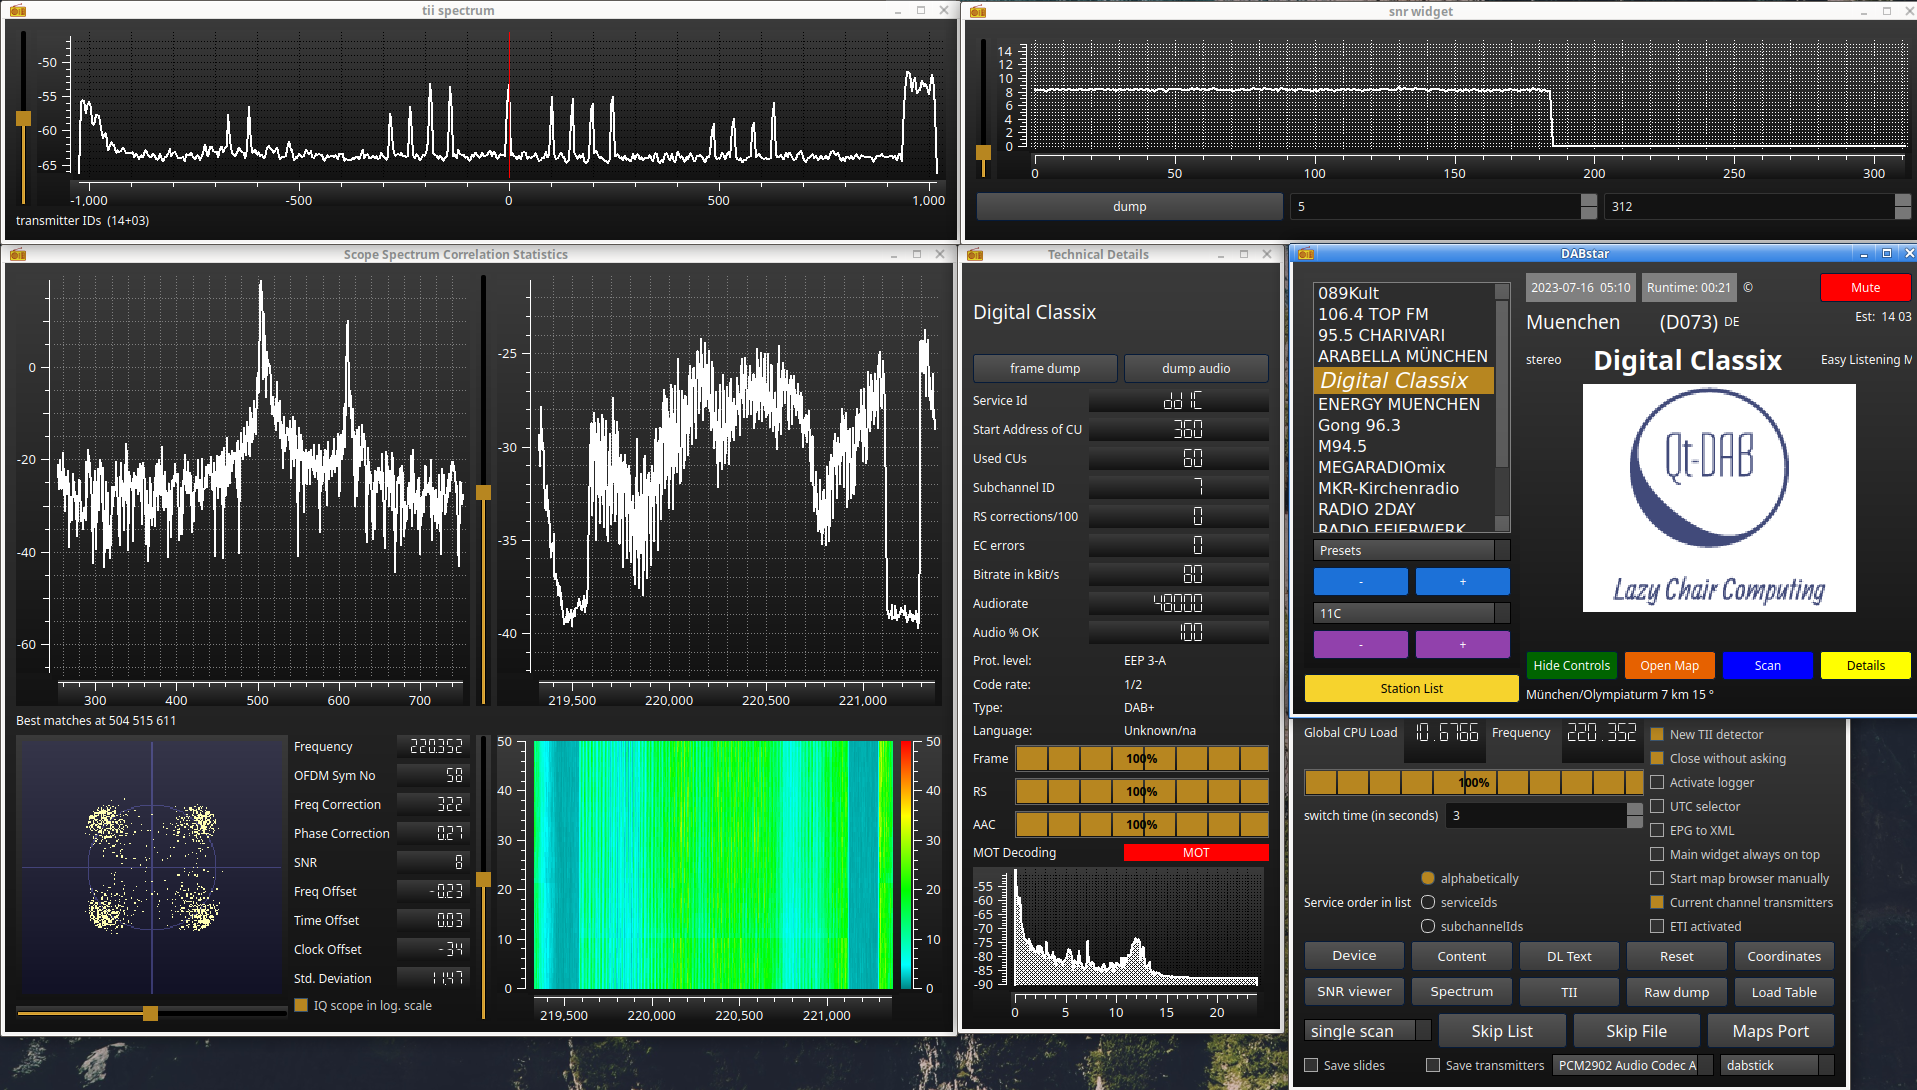 tii spectrum
-50
-55
-60
-65
-1,000 -500 0 500 1,000
transmitter IDs (14+03)
snr widget
14
12
10
8
6
4
2
0
0 50 100 150 200 250 300
dump 5 312
Scope Spectrum Correlation Statistics
0
-20
-40
-60
300 400 500 600 700
-25
-30
-35
-40
219,500 220,000 220,500 221,000
Best matches at 504 515 611
Frequency 220.352
OFDM Sym No 58
Freq Correction 322
Phase Correction 0.27
SNR 8
Freq Offset -0.23
Time Offset 0.03
Clock Offset -34
Std. Deviation 11.47
IQ scope in log. scale
50
40
30
20
10
0
219,500 220,000 220,500 221,000
50
40
30
20
10
0
Technical Details
Digital Classix
frame dump dump audio
Service Id dd1C
Start Address of CU 360
Used CUs 60
Subchannel ID 7
RS corrections/100 0
EC errors 0
Bitrate in kBit/s 80
Audiorate 48000
Audio % OK 100
Prot. level: EEP 3-A
Code rate: 1/2
Type: DAB+
Language: Unknown/na
Frame 100%
RS 100%
AAC 100%
MOT Decoding MOT
-55
-60
-65
-70
-75
-80
-85
-90
0 5 10 15 20
DABstar
089Kult
106.4 TOP FM
95.5 CHARIVARI
ARABELLA MÜNCHEN
Digital Classix
ENERGY MUENCHEN
Gong 96.3
M94.5
MEGARADIOmix
MKR-Kirchenradio
RADIO 2DAY
RADIO FEIERWERK
Presets
- +
11C
- +
Station List
2023-07-16 05:10 Runtime: 00:21 © Mute
Muenchen (D073) DE Est: 14 03
stereo Digital Classix Easy Listening M
Qt-DAB
Lazy Chair Computing
Hide Controls Open Map Scan Details
München/Olympiaturm 7 km 15 °
Global CPU Load 10.6766 Frequency 220.352
100%
switch time (in seconds) 3
Service order in list
alphabetically
serviceIds
subchannelIds
New TII detector
Close without asking
Activate logger
UTC selector
EPG to XML
Main widget always on top
Start map browser manually
Current channel transmitters
ETI activated
Device Content DL Text Reset Coordinates
SNR viewer Spectrum TII Raw dump Load Table
single scan Skip List Skip File Maps Port
Save slides Save transmitters PCM2902 Audio Codec A dabstick